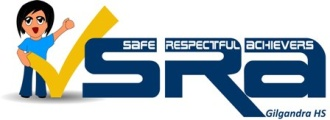 SAFE RESPECTFUL ACHIEVERS
SRa
Gilgandra HS